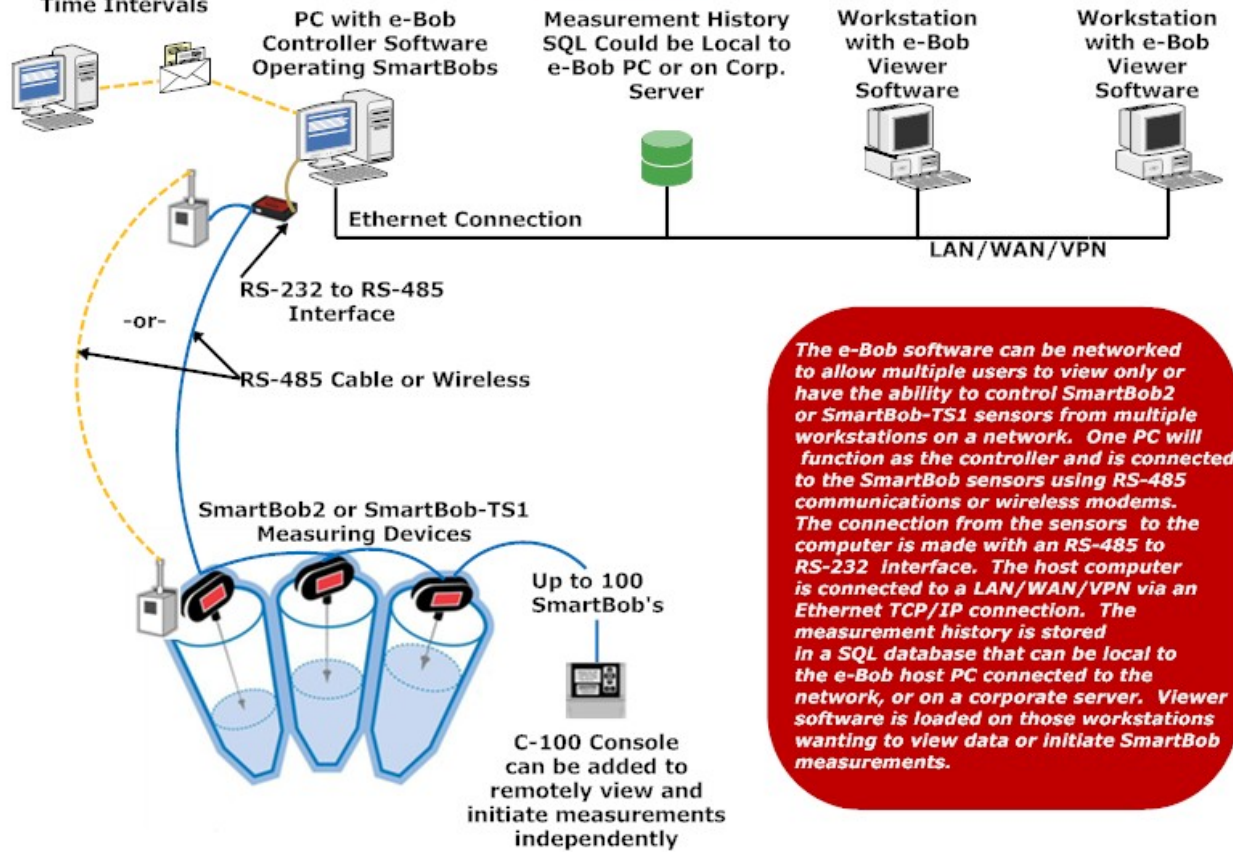 Time Intervals
PC with e-Bob
Controller Software
Operating SmartBobs
Measurement History
SQL Could be Local to
e-Bob PC or on Corp.
Server
Workstation
with e-Bob
Viewer
Software
Workstation
with e-Bob
Viewer
Software
Ethernet Connection
LAN/WAN/VPN
RS-232 to RS-485
Interface
-or-
RS-485 Cable or Wireless
SmartBob2 or SmartBob-TS1
Measuring Devices
Up to 100
SmartBob's
C-100 Console
can be added to
remotely view and
initiate measurements
independently
The e-Bob software can be networked
to allow multiple users to view only or
have the ability to control SmartBob2
or SmartBob-TS1 sensors from multiple
workstations on a network. One PC will
function as the controller and is connected
to the SmartBob sensors using RS-485
communications or wireless modems.
The connection from the sensors to the
computer is made with an RS-485 to
RS-232 interface. The host computer
is connected to a LAN/WAN/VPN via an
Ethernet TCP/IP connection. The
measurement history is stored
in a SQL database that can be local to
the e-Bob host PC connected to the
network, or on a corporate server. Viewer
software is loaded on those workstations
wanting to view data or initiate SmartBob
measurements.